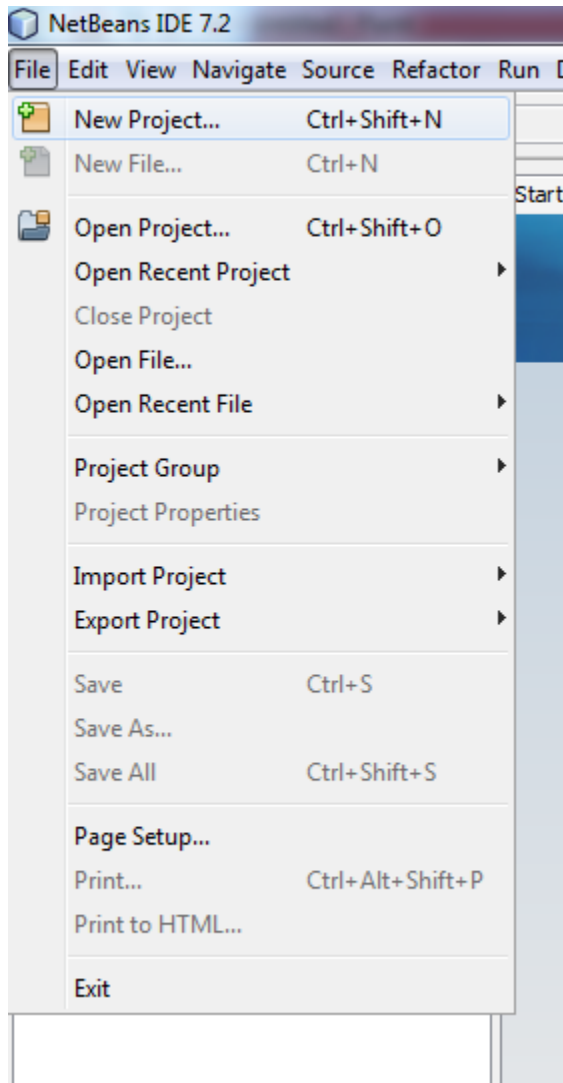 NetBeans IDE 7.2
File Edit View Navigate Source Refactor Run
New Project... Ctrl+Shift+N
New File... Ctrl+N
Start
Open Project... Ctrl+Shift+O
Open Recent Project
Close Project
Open File...
Open Recent File
Project Group
Project Properties
Import Project
Export Project
Save Ctrl+S
Save As...
Save All Ctrl+Shift+S
Page Setup...
Print... Ctrl+Alt+Shift+P
Print to HTML...
Exit